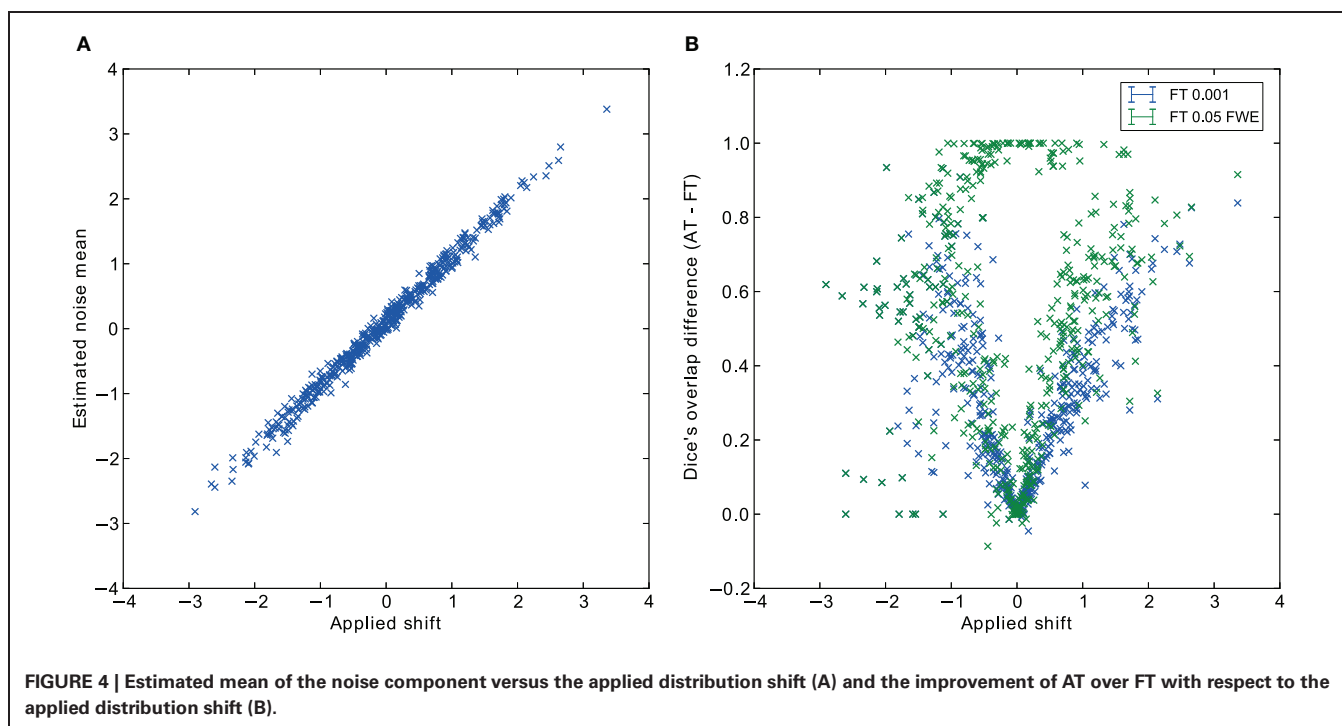 A
4
3
2
1
0
−1
−2
−3
−4
Estimated noise mean
−4 −3 −2 −1 0 1 2 3 4
Applied shift
B
1.2
1.0
0.8
0.6
0.4
0.2
0.0
−0.2
Dice's overlap difference (AT - FT)
FT 0.001
FT 0.05 FWE
−4 −3 −2 −1 0 1 2 3 4
Applied shift
FIGURE 4 | Estimated mean of the noise component versus the applied distribution shift (A) and the improvement of AT over FT with respect to the
applied distribution shift (B).